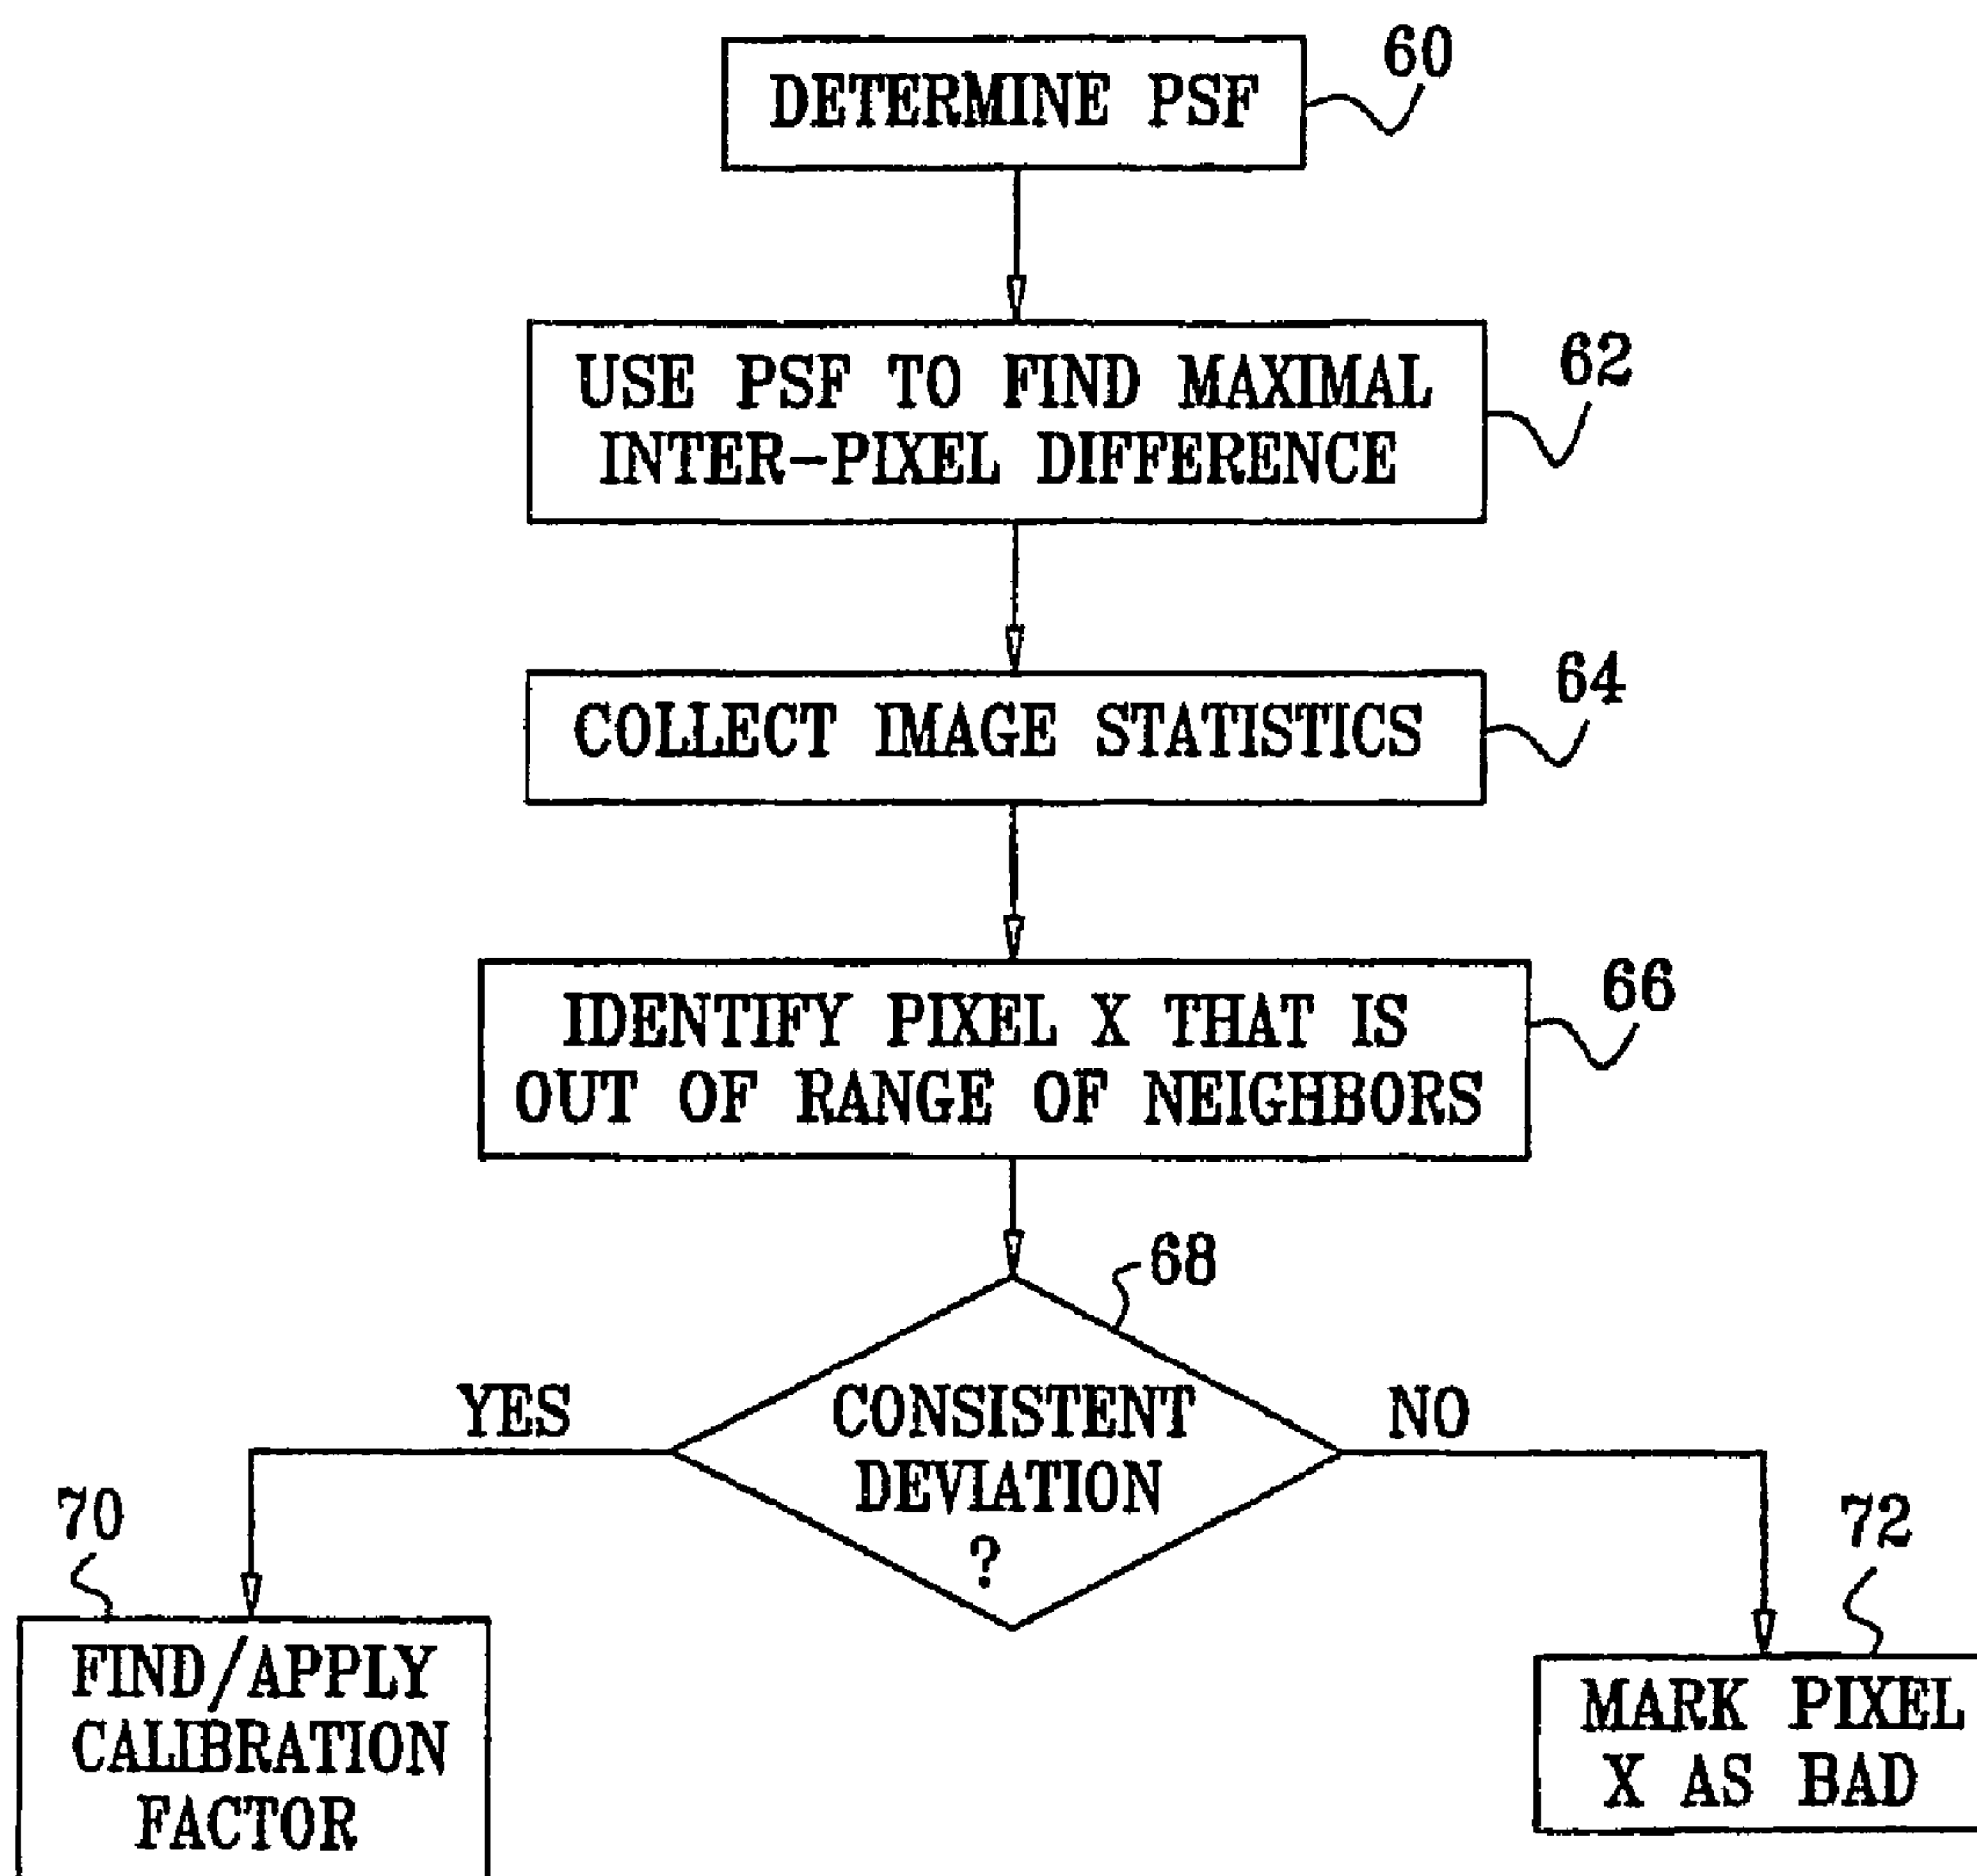 60
DETERMINE PSF
62
USE PSF TO FIND MAXIMAL
INTER-PIXEL DIFFERENCE
64
COLLECT IMAGE STATISTICS
66
IDENTIFY PIXEL X THAT IS
OUT OF RANGE OF NEIGHBORS
68
CONSISTENT
DEVIATION
?
YES
NO
70
FIND/APPLY
CALIBRATION
FACTOR
72
MARK PIXEL
X AS BAD